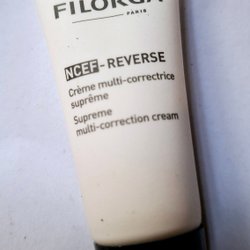 FILORGA
PARIS
NCEF-REVERSE
Crème multi-correctrice
suprême
Supreme
multi-correction cream